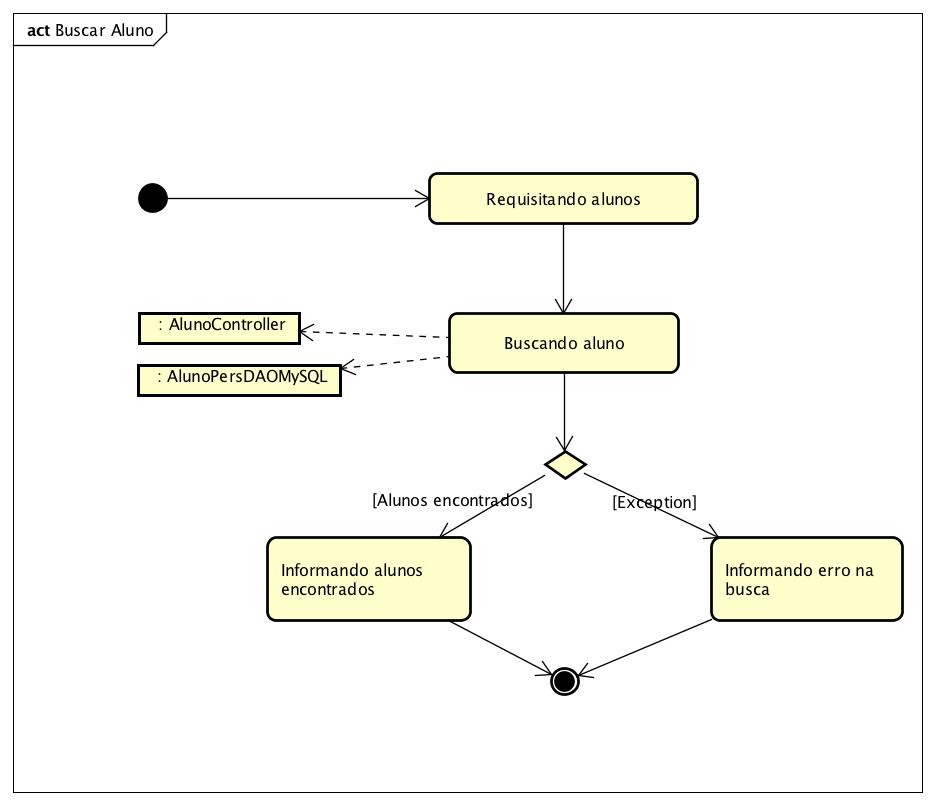 act Buscar Aluno
Requisitando alunos
: AlunoController
Buscando aluno
: AlunoPersDAOMySQL
[Alunos encontrados]
[Exception]
Informando alunos
encontrados
Informando erro na
busca